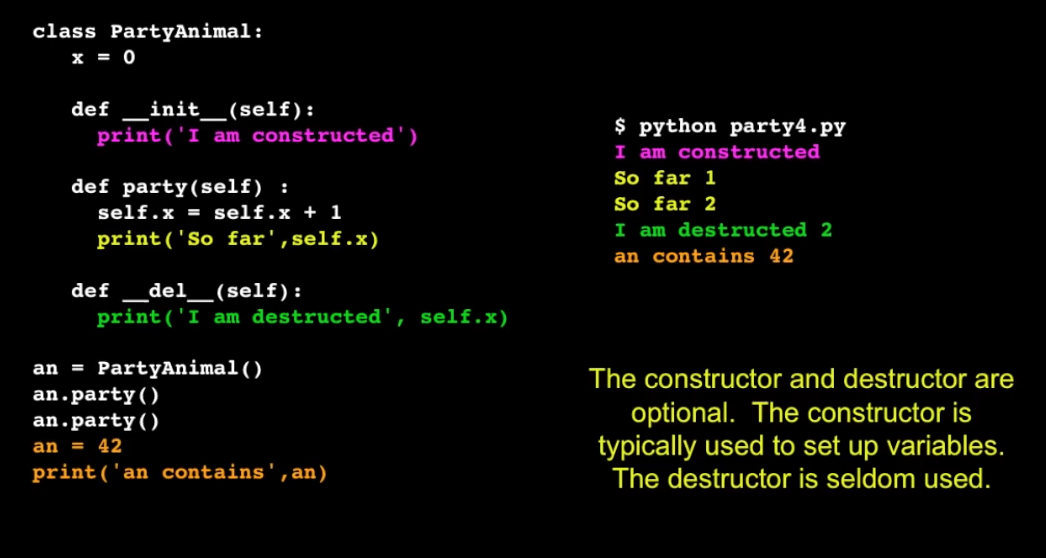 class PartyAnimal:
   x = 0

   def __init__(self):
     print('I am constructed')

   def party(self) :
     self.x = self.x + 1
     print('So far',self.x)

   def __del__(self):
     print('I am destructed', self.x)

an = PartyAnimal()
an.party()
an.party()
an = 42
print('an contains',an)

$ python party4.py
I am constructed
So far 1
So far 2
I am destructed 2
an contains 42

The constructor and destructor are
optional.  The constructor is
typically used to set up variables.
The destructor is seldom used.